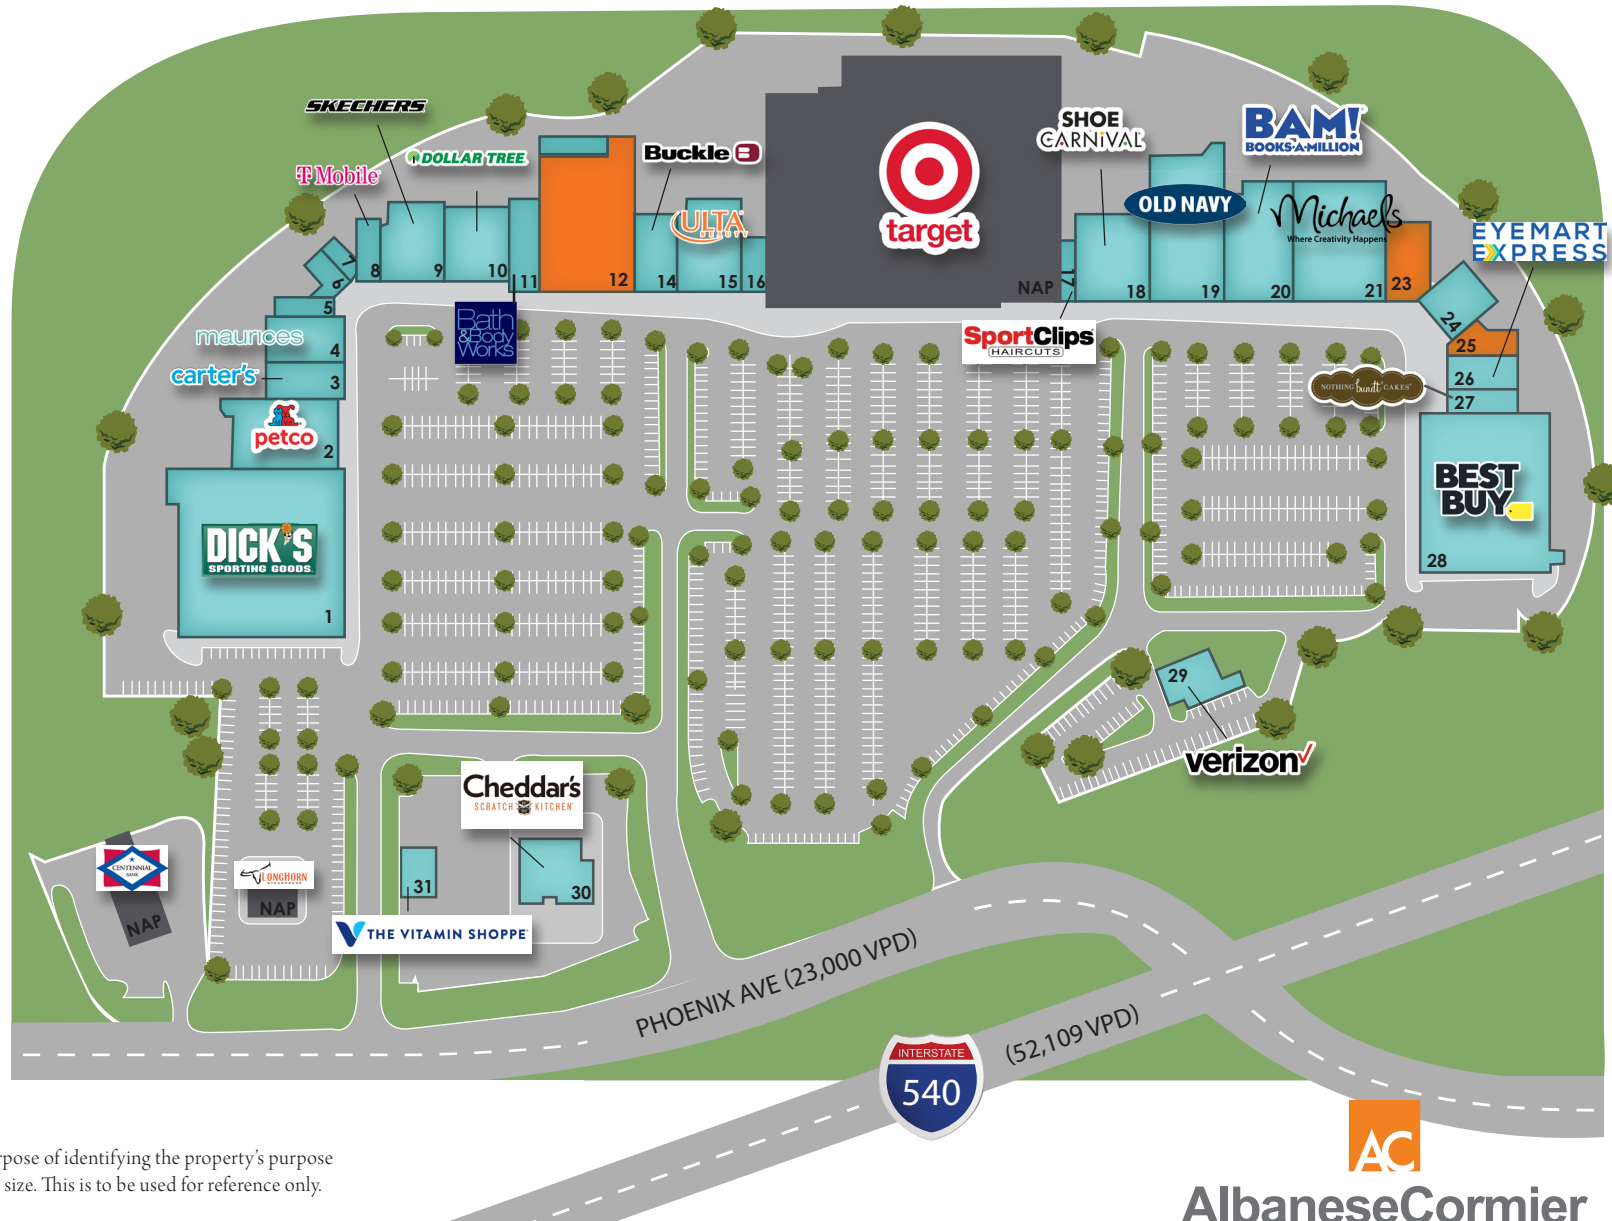 SKECHERS
T Mobile
DOLLAR TREE
Buckle B
ULTA
BEAUTY
target
SHOE
CARNIVAL
OLD NAVY
BAM!
BOOKS-A-MILLION
Michaels
Where Creativity Happens
EYEMART
EXPRESS
8
9
10
11
12
14
15
16
NAP
17
18
19
20
21
23
24
25
26
27
28
7
6
5
4
3
2
1
maurices
carter's
petco
DICK'S
SPORTING GOODS
Bath
&Body
Works
SportClips
HAIRCUTS
NOTHING bundt CAKES
BEST
BUY
29
verizon
Cheddar's
SCRATCH KITCHEN
30
31
THE VITAMIN SHOPPE
CENTENNIAL
BANK
NAP
LONGHORN
STEAKHOUSE
NAP
PHOENIX AVE (23,000 VPD)
(52,109 VPD)
INTERSTATE
540
rpose of identifying the property's purpose
size. This is to be used for reference only.
AC
AlbaneseCormier